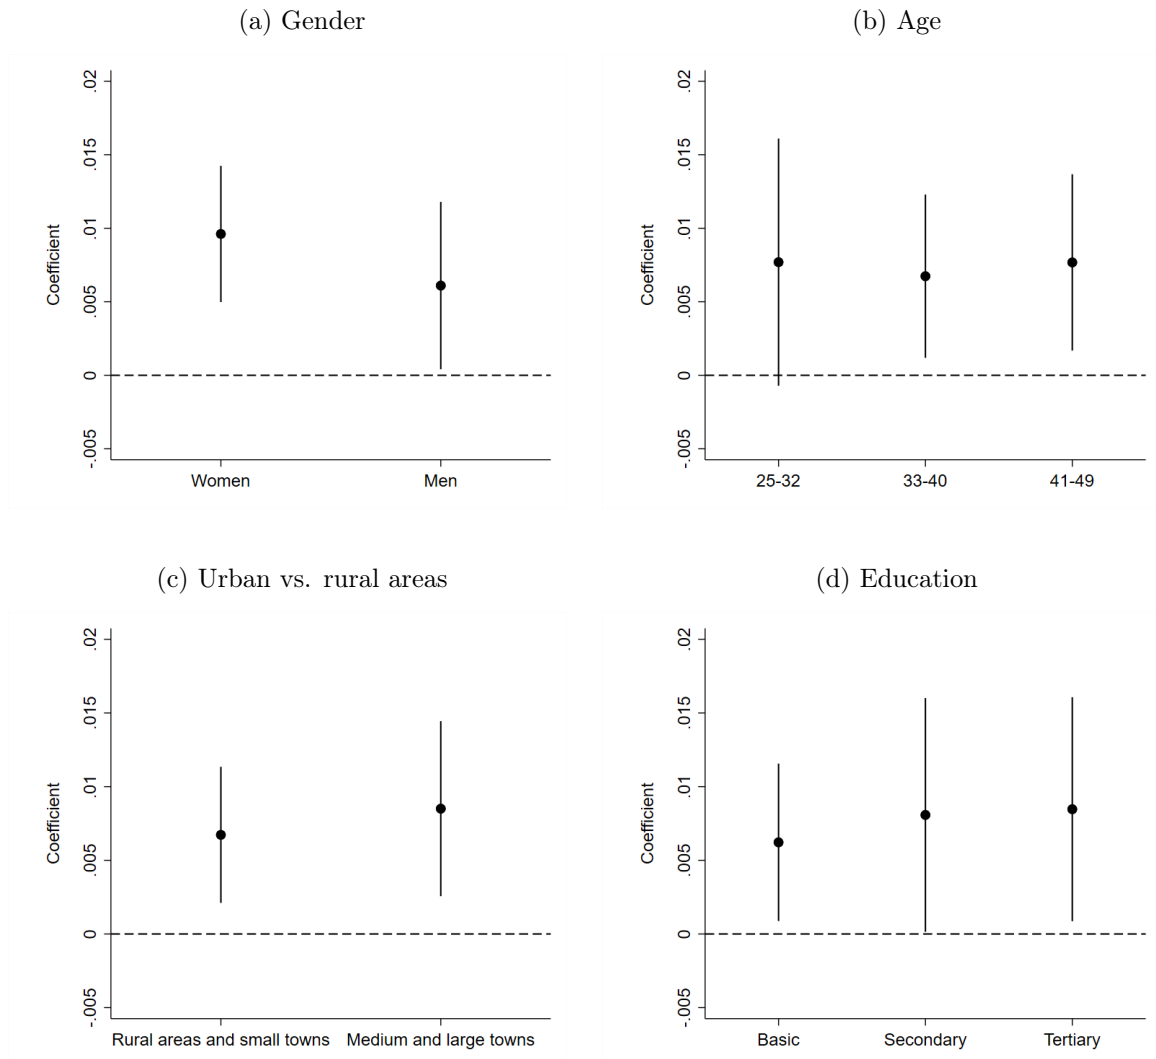 (a) Gender
.02
.015
.01
.005
0
-.005
Coefficient
Women
Men
(b) Age
.02
.015
.01
.005
0
-.005
Coefficient
25-32
33-40
41-49
(c) Urban vs. rural areas
.02
.015
.01
.005
0
-.005
Coefficient
Rural areas and small towns
Medium and large towns
(d) Education
.02
.015
.01
.005
0
-.005
Coefficient
Basic
Secondary
Tertiary